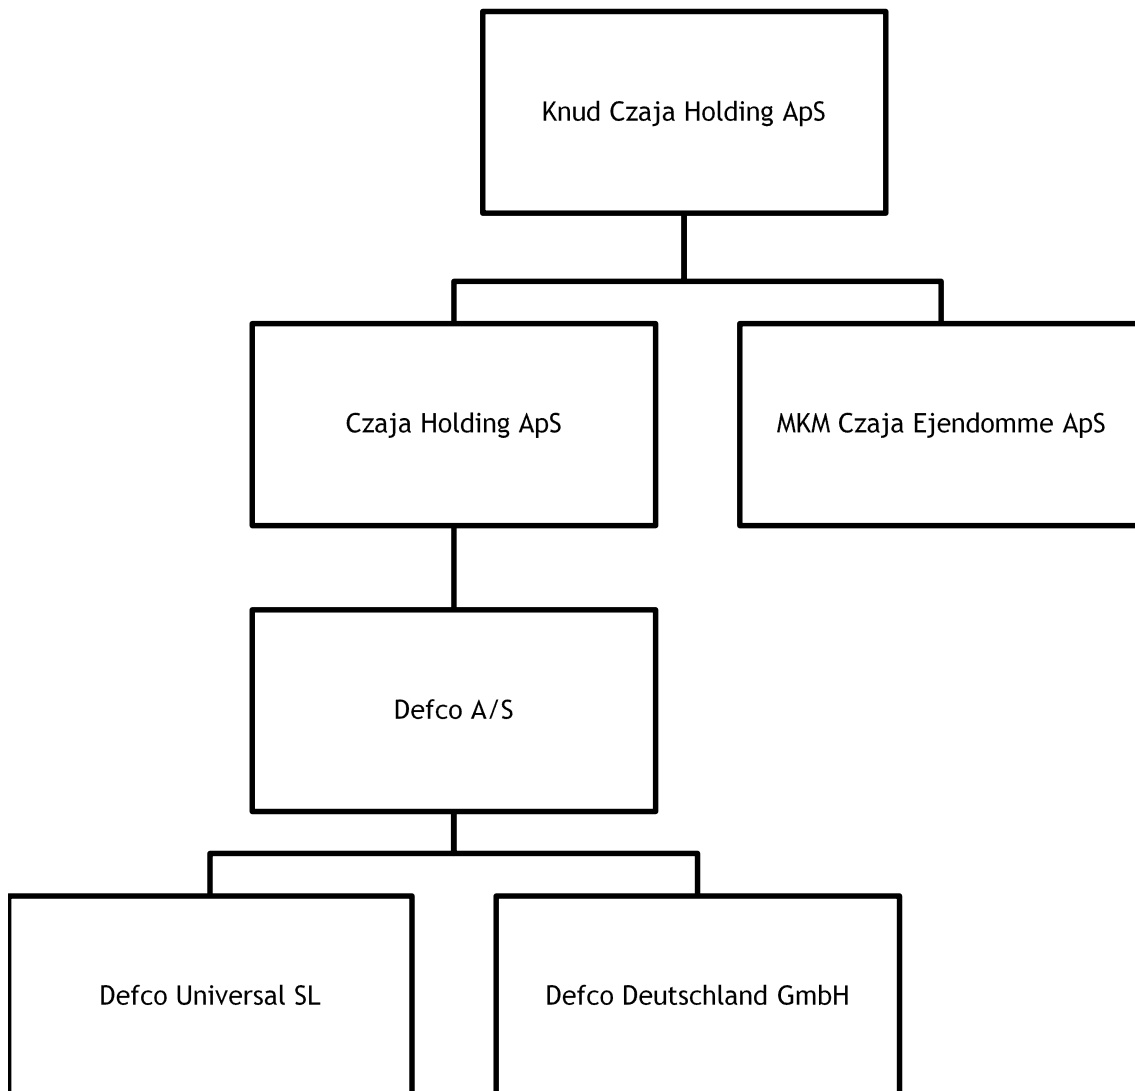 Knud Czaja Holding ApS
Czaja Holding ApS
MKM Czaja Ejendomme ApS
Defco A/S
Defco Universal SL
Defco Deutschland GmbH